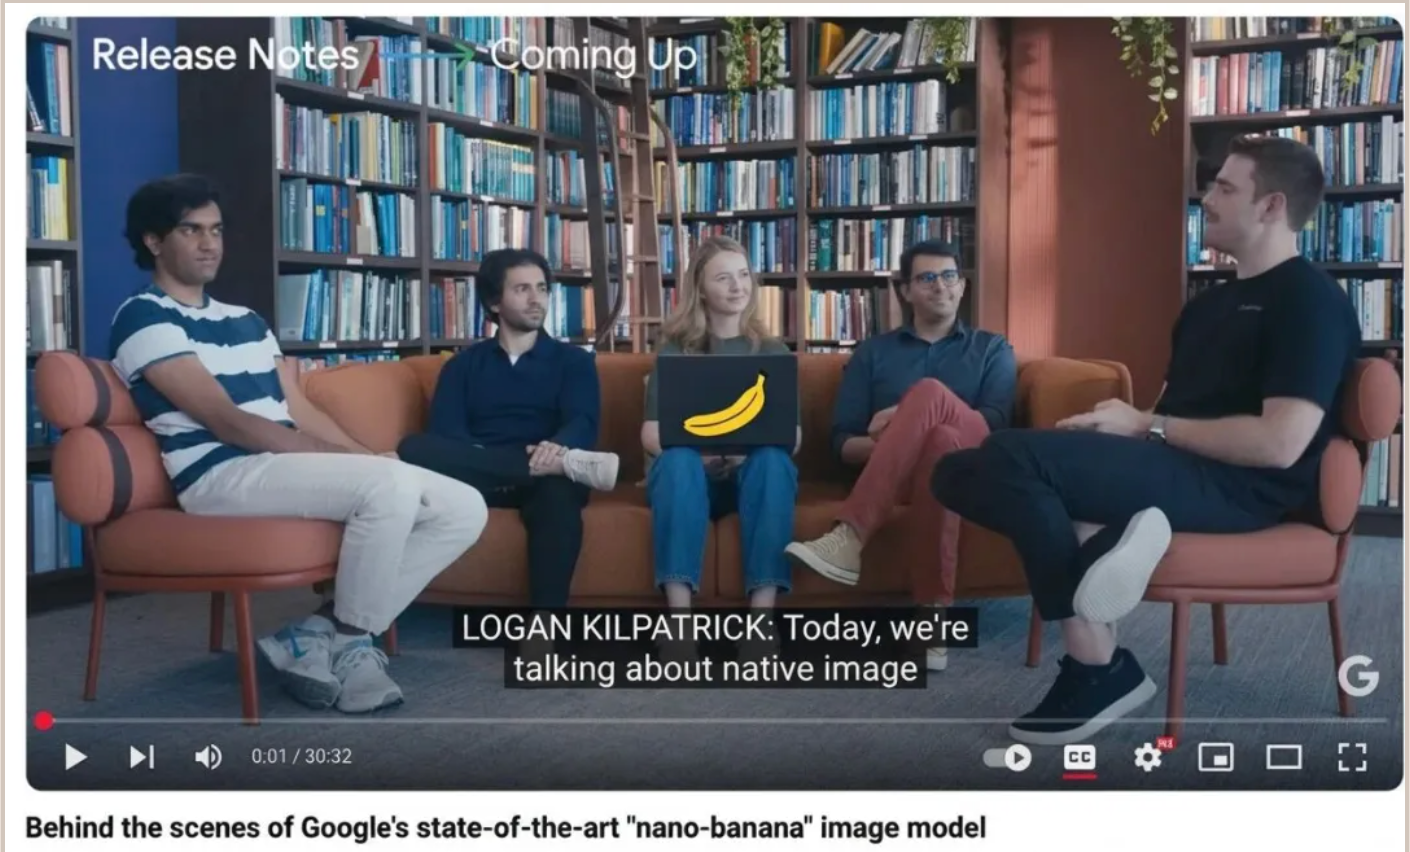 Release Notes → Coming Up
LOGAN KILPATRICK: Today, we're
talking about native image
G
0:01 / 30:32
CC
Behind the scenes of Google's state-of-the-art "nano-banana" image model